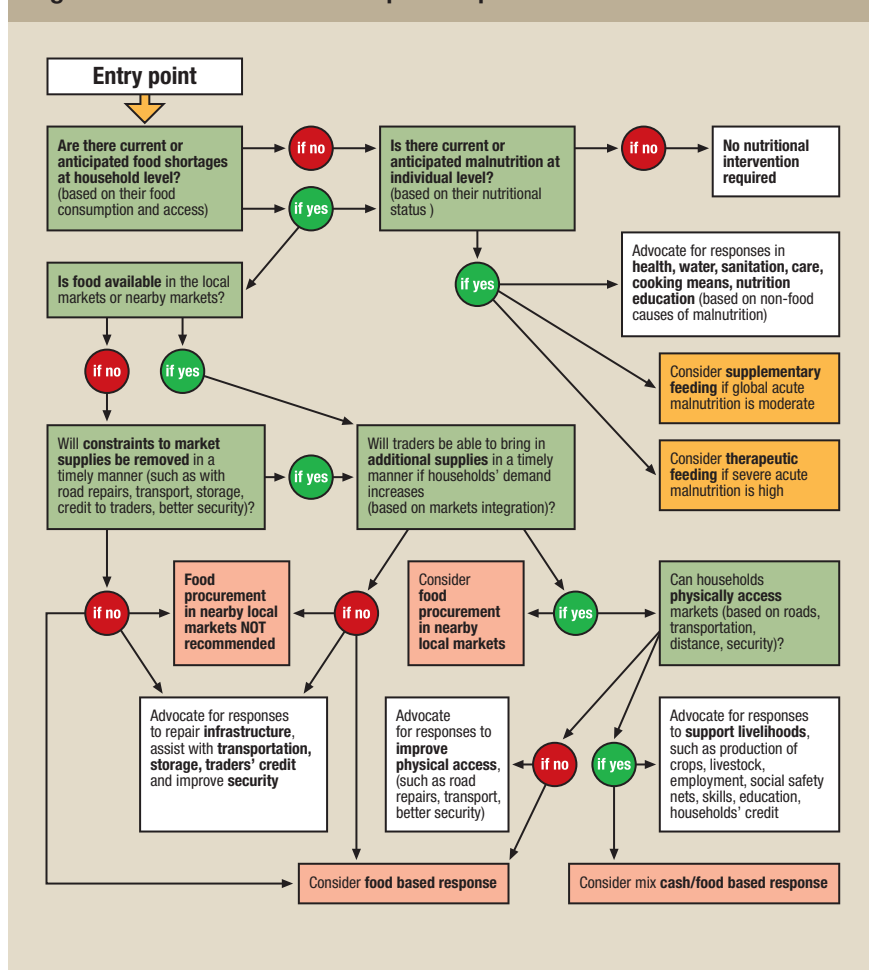 Entry point
Are there current or
anticipated food shortages
at household level?
(based on their food
consumption and access)
if no
if yes
Is there current or
anticipated malnutrition at
individual level?
(based on their nutritional
status )
if no
No nutritional
intervention
required
if yes
Advocate for responses in
health, water, sanitation, care,
cooking means, nutrition
education (based on non-food
causes of malnutrition)
Consider supplementary
feeding if global acute
malnutrition is moderate
Consider therapeutic
feeding if severe acute
malnutrition is high
Is food available in the local
markets or nearby markets?
if no
if yes
Will constraints to market
supplies be removed in a
timely manner (such as with
road repairs, transport, storage,
credit to traders, better security)?
if yes
Will traders be able to bring in
additional supplies in a timely
manner if households' demand
increases
(based on markets integration)?
if no
Food
procurement
in nearby local
markets NOT
recommended
if no
Consider
food
procurement
in nearby
local markets
if yes
Can households
physically access
markets (based on roads,
transportation,
distance, security)?
Advocate for responses
to repair infrastructure,
assist with transportation,
storage, traders' credit
and improve security
Advocate
for responses to
improve
physical access,
(such as road
repairs, transport,
better security)
if no
if yes
Advocate for responses
to support livelihoods,
such as production of
crops, livestock,
employment, social safety
nets, skills, education,
households' credit
Consider food based response
Consider mix cash/food based response